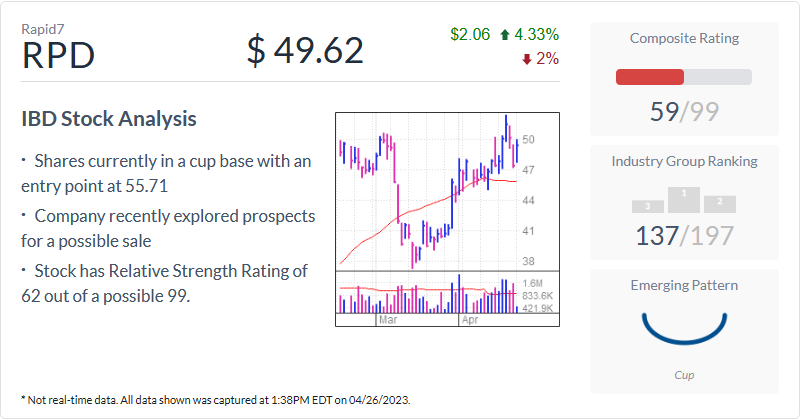 Rapid7
RPD
$ 49.62
$2.06 4.33%
2%
IBD Stock Analysis
· Shares currently in a cup base with an
entry point at 55.71
· Company recently explored prospects
for a possible sale
· Stock has Relative Strength Rating of
62 out of a possible 99.
50
47
44
41
38
1.6M
833.6K
421.9K
Mar
Apr
Composite Rating
59/99
Industry Group Ranking
3
1
2
137/197
Emerging Pattern
Cup
* Not real-time data. All data shown was captured at 1:38PM EDT on 04/26/2023.